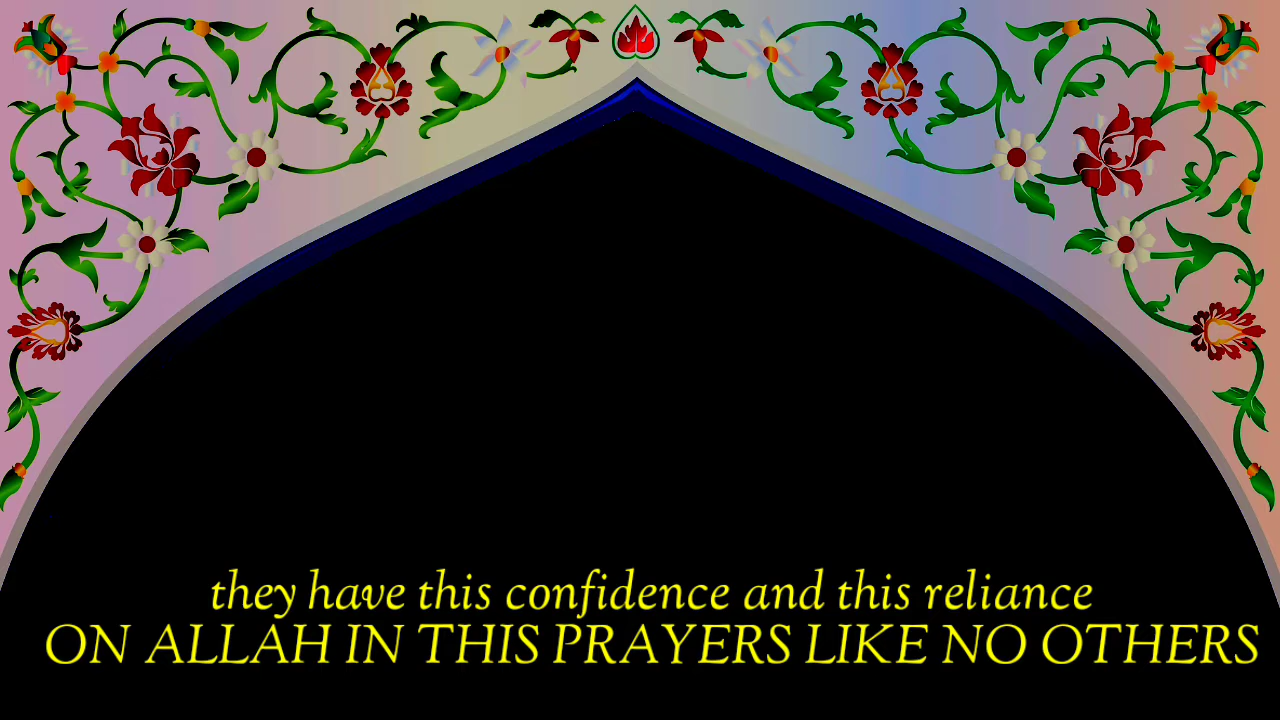 they have this confidence and this reliance
ON ALLAH IN THIS PRAYERS LIKE NO OTHERS